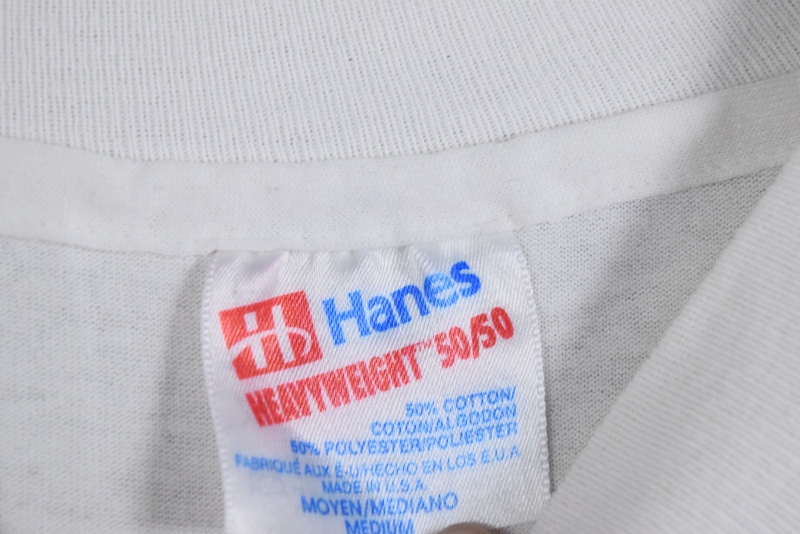 Hanes
HEAVYWEIGHT™ 50/50
50% COTTON/
COTON/ALGODON
50% POLYESTER/POLIESTER
FABRIQUÉ AUX E-U/HECHO EN LOS E.U.A
MADE IN U.S.A.
MOYEN/MEDIANO
MEDIUM